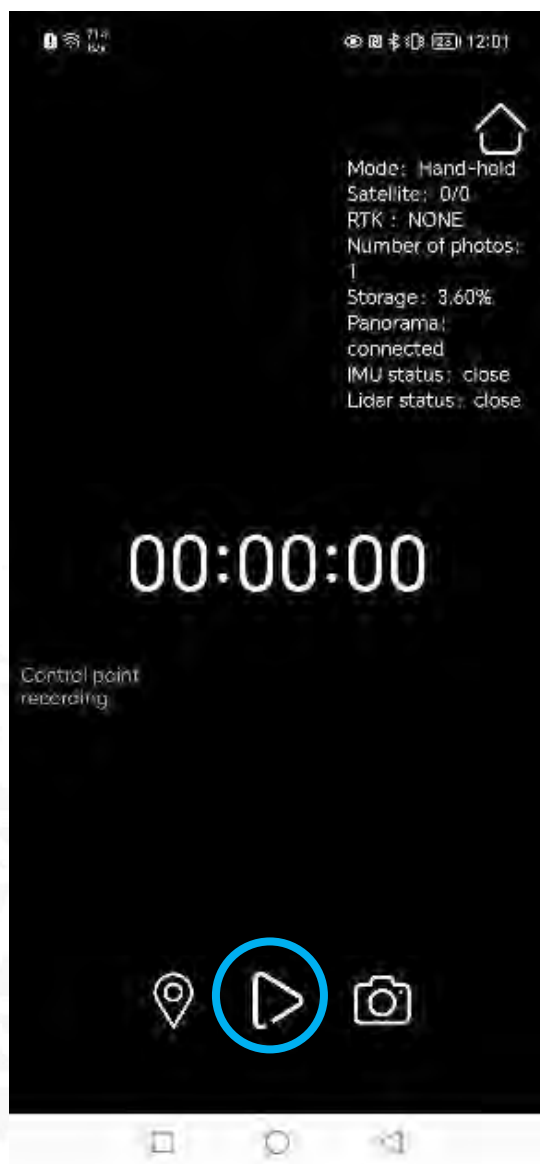 12:01
Mode: Hand-held
Satellite: 0/0
RTK : NONE
Number of photos:
1
Storage: 3.60%
Panorama:
connected
IMU status: close
Lidar status: close
00:00:00
Control point
recording